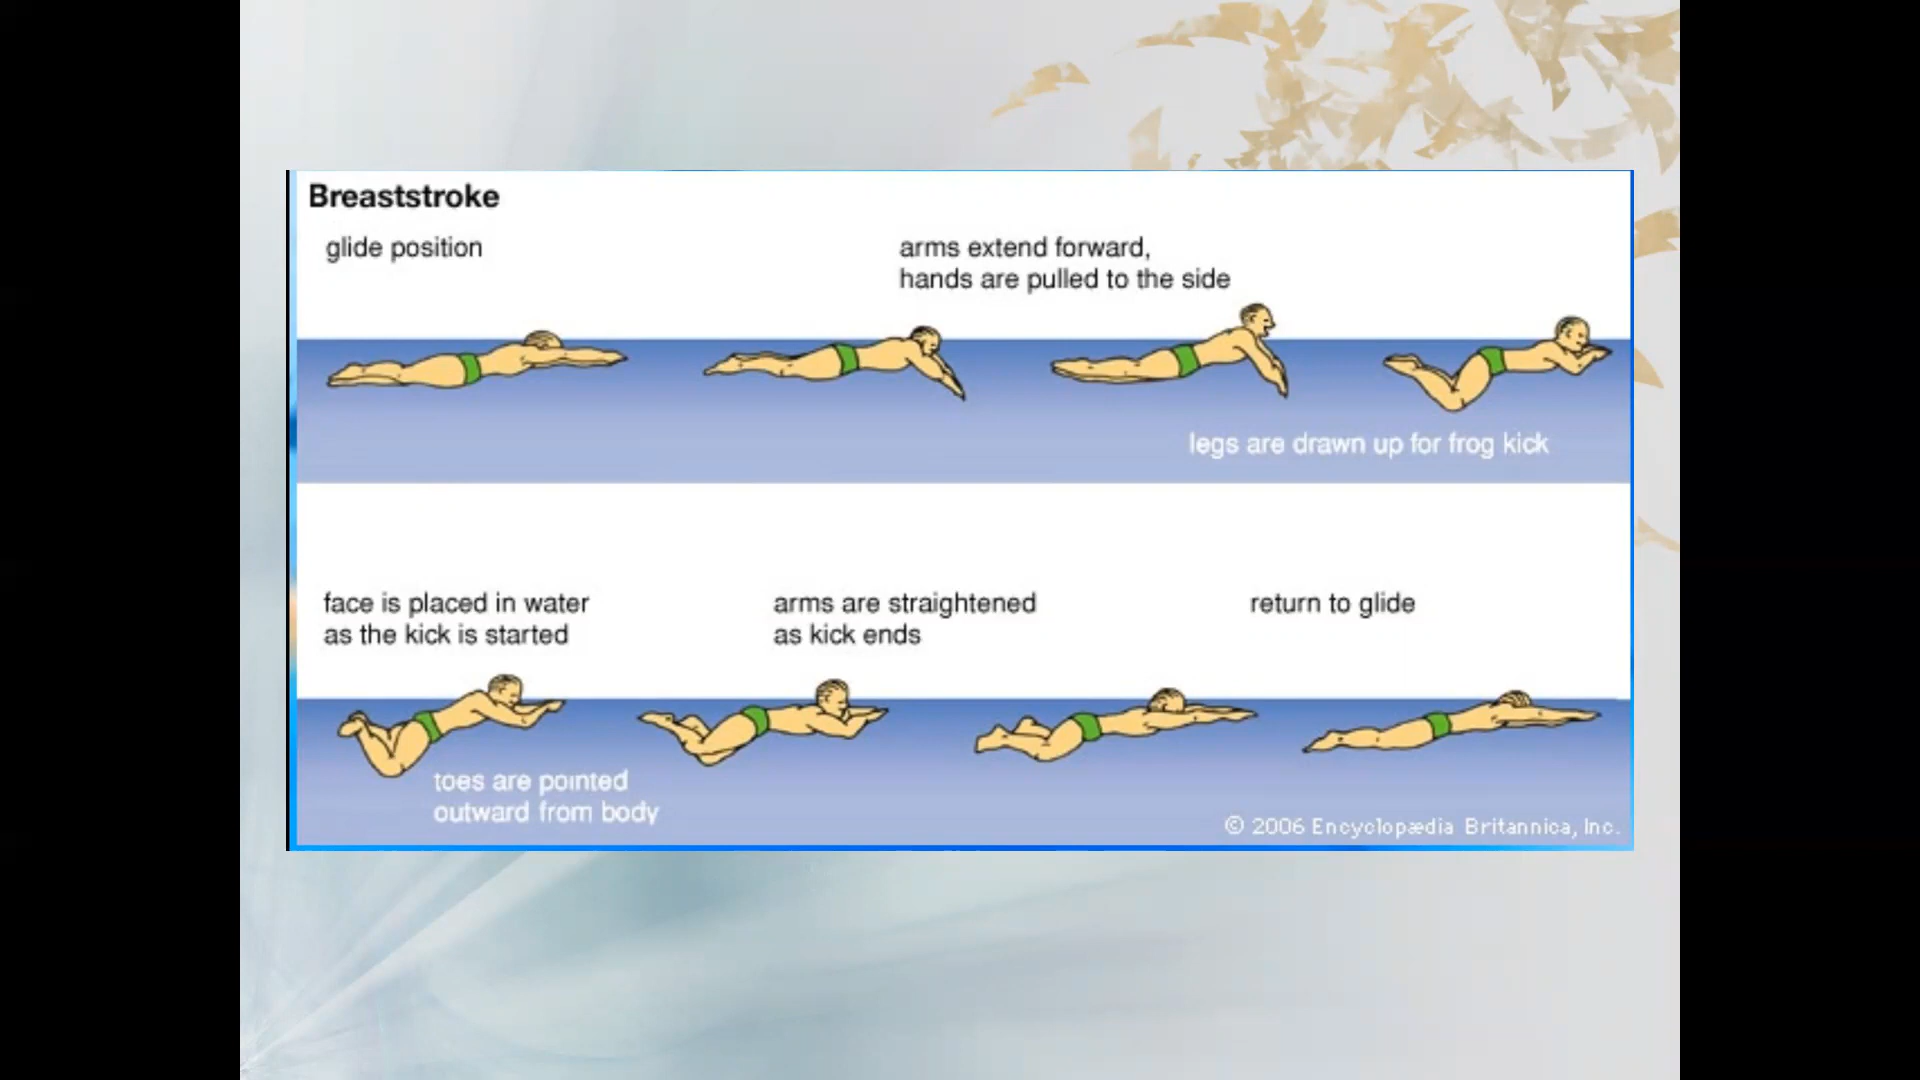 Breaststroke
glide position
arms extend forward,
hands are pulled to the side
legs are drawn up for frog kick
face is placed in water
as the kick is started
arms are straightened
as kick ends
return to glide
toes are pointed
outward from body
© 2006 Encyclopædia Britannica, Inc.